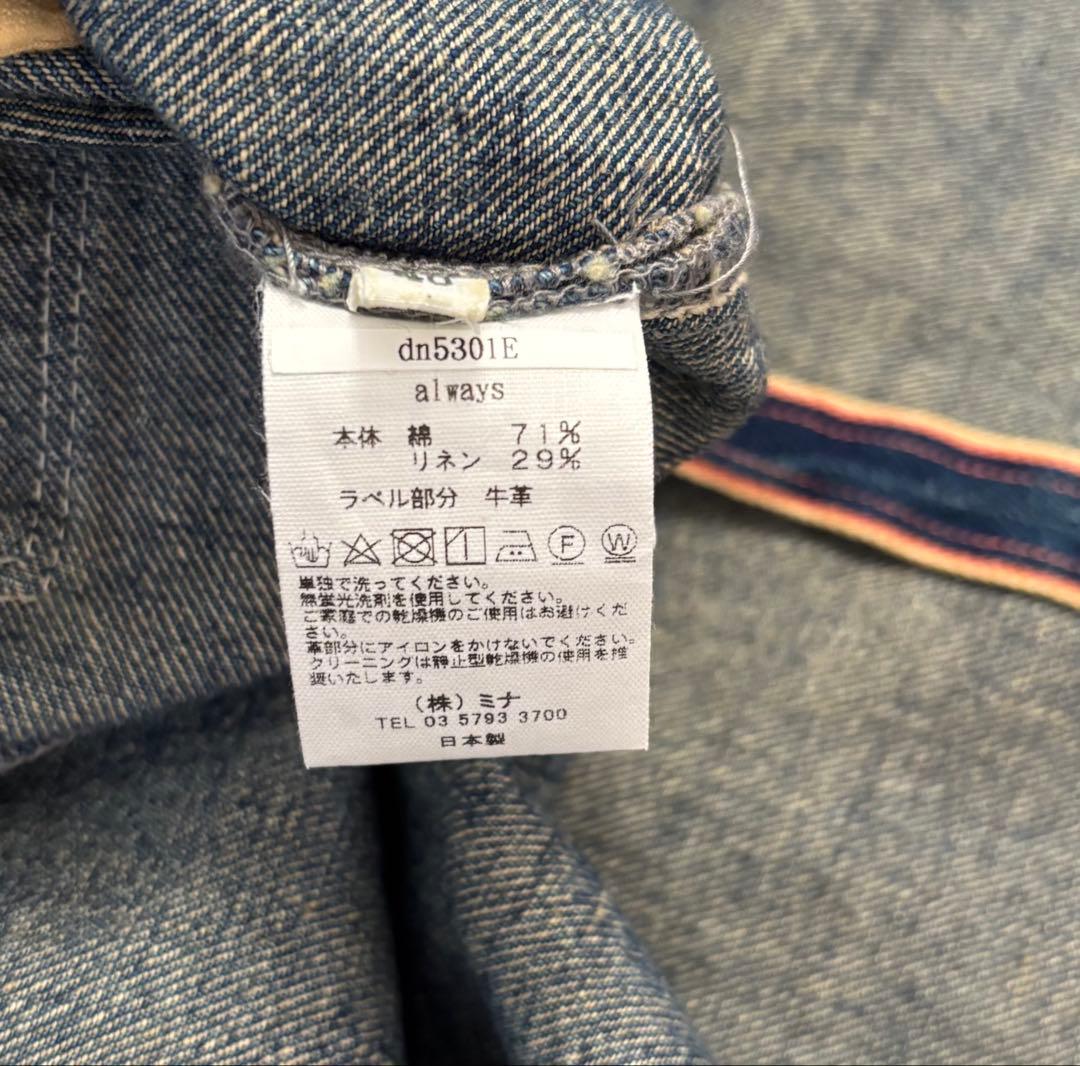 dn5301E
always
本体 綿 71%
リネン 29%
ラベル部分 牛革
F W
単独で洗ってください。
無蛍光洗剤を使用してください。
ご家庭での乾燥機のご使用はお避けくだ
さい。
革部分にアイロンをかけないでください。
クリーニングは静止型乾燥機の使用を推
奨いたします。
(株)ミナ
TEL 03 5793 3700
日本製